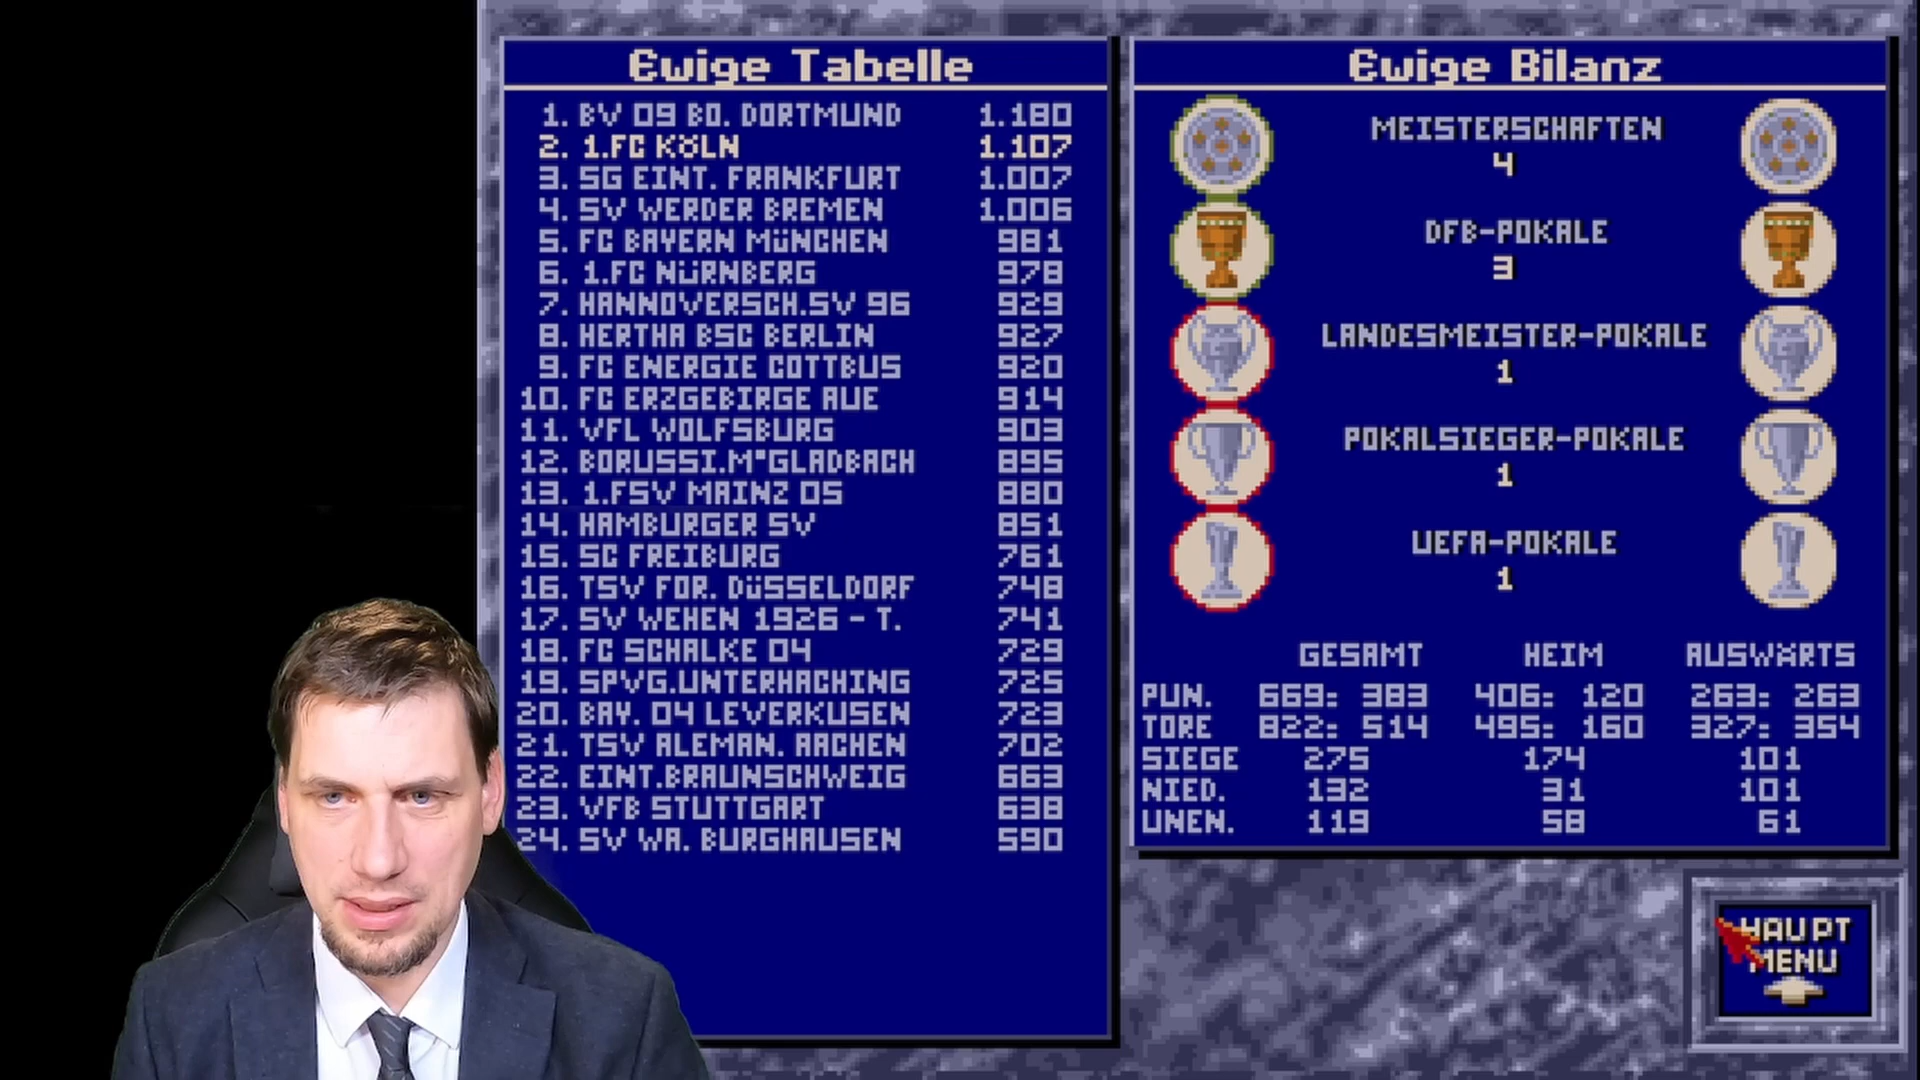 Ewige Tabelle
1. BV 09 BO. DORTMUND 1.180
2. 1.FC KÖLN 1.107
3. SG EINT. FRANKFURT 1.007
4. SV WERDER BREMEN 1.006
5. FC BAYERN MÜNCHEN 981
6. 1.FC NÜRNBERG 978
7. HANNOVERSCH.SV 96 929
8. HERTHA BSC BERLIN 927
9. FC ENERGIE COTTBUS 920
10. FC ERZGEBIRGE AUE 914
11. VFL WOLFSBURG 903
12. BORUSSI.M"GLADBACH 895
13. 1.FSV MAINZ 05 880
14. HAMBURGER SV 851
15. SC FREIBURG 761
16. TSV FOR. DÜSSELDORF 748
17. SV WEHEN 1926 - T. 741
18. FC SCHALKE 04 729
19. SPVG.UNTERHACHING 725
20. BAY. 04 LEVERKUSEN 723
21. TSV ALEMAN. AACHEN 702
22. EINT.BRAUNSCHWEIG 663
23. VFB STUTTGART 638
24. SV WA. BURGHAUSEN 590
Ewige Bilanz
MEISTERSCHAFTEN
4
DFB-POKALE
3
LANDESMEISTER-POKALE
1
POKALSIEGER-POKALE
1
UEFA-POKALE
1
GESAMT HEIM AUSWÄRTS
PUN. 669: 383 406: 120 263: 263
TORE 822: 514 495: 160 327: 354
SIEGE 275 174 101
NIED. 132 31 101
UNEN. 119 58 61
HAUPT
MENU